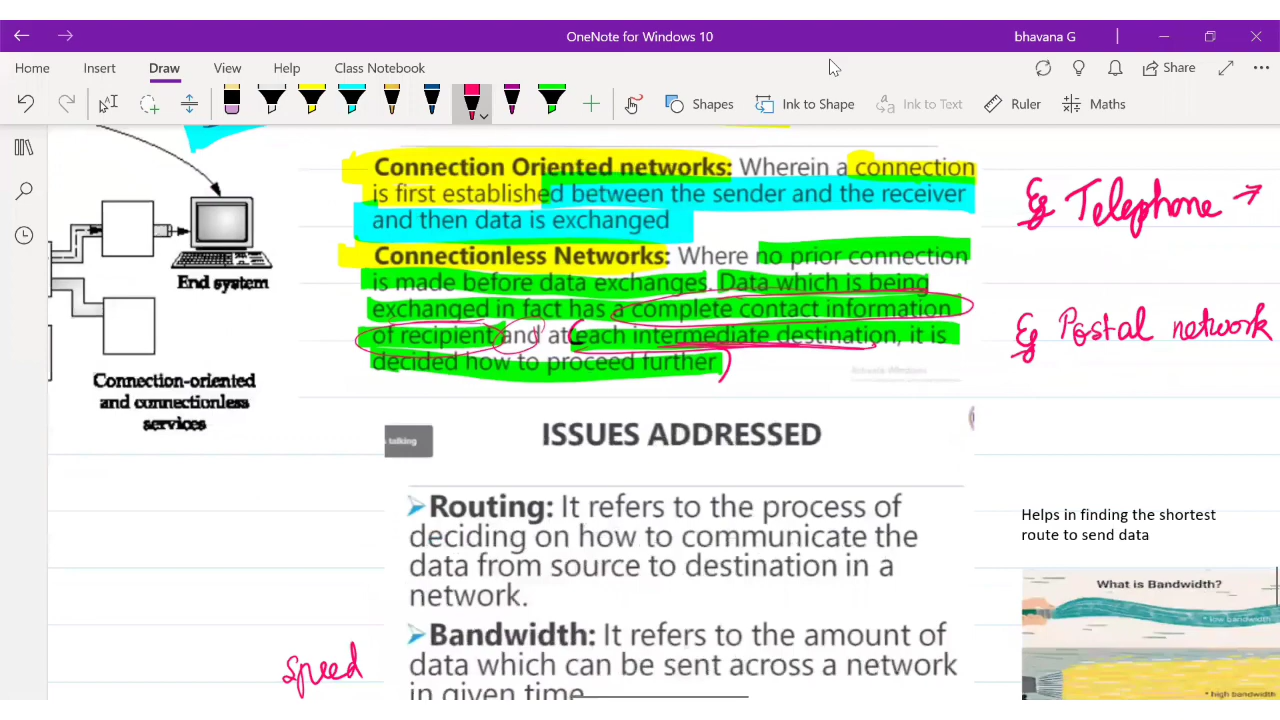 OneNote for Windows 10
bhavana G
Home Insert Draw View Help Class Notebook
Share
Shapes Ink to Shape Ink to Text Ruler Maths
Connection Oriented networks: Wherein a connection
is first established between the sender and the receiver
and then data is exchanged
Connectionless Networks: Where no prior connection
is made before data exchanges. Data which is being
exchanged in fact has a complete contact information
of recipient and at each intermediate destination, it is
decided how to proceed further
Activate Windows
Eg Telephone →
Eg Postal network
End system
Connection-oriented
and connectionless
services
talking
ISSUES ADDRESSED
➢Routing: It refers to the process of
deciding on how to communicate the
data from source to destination in a
network.
➢Bandwidth: It refers to the amount of
data which can be sent across a network
in given time
Speed
Helps in finding the shortest
route to send data
What is Bandwidth?
* low bandwidth
* high bandwidth